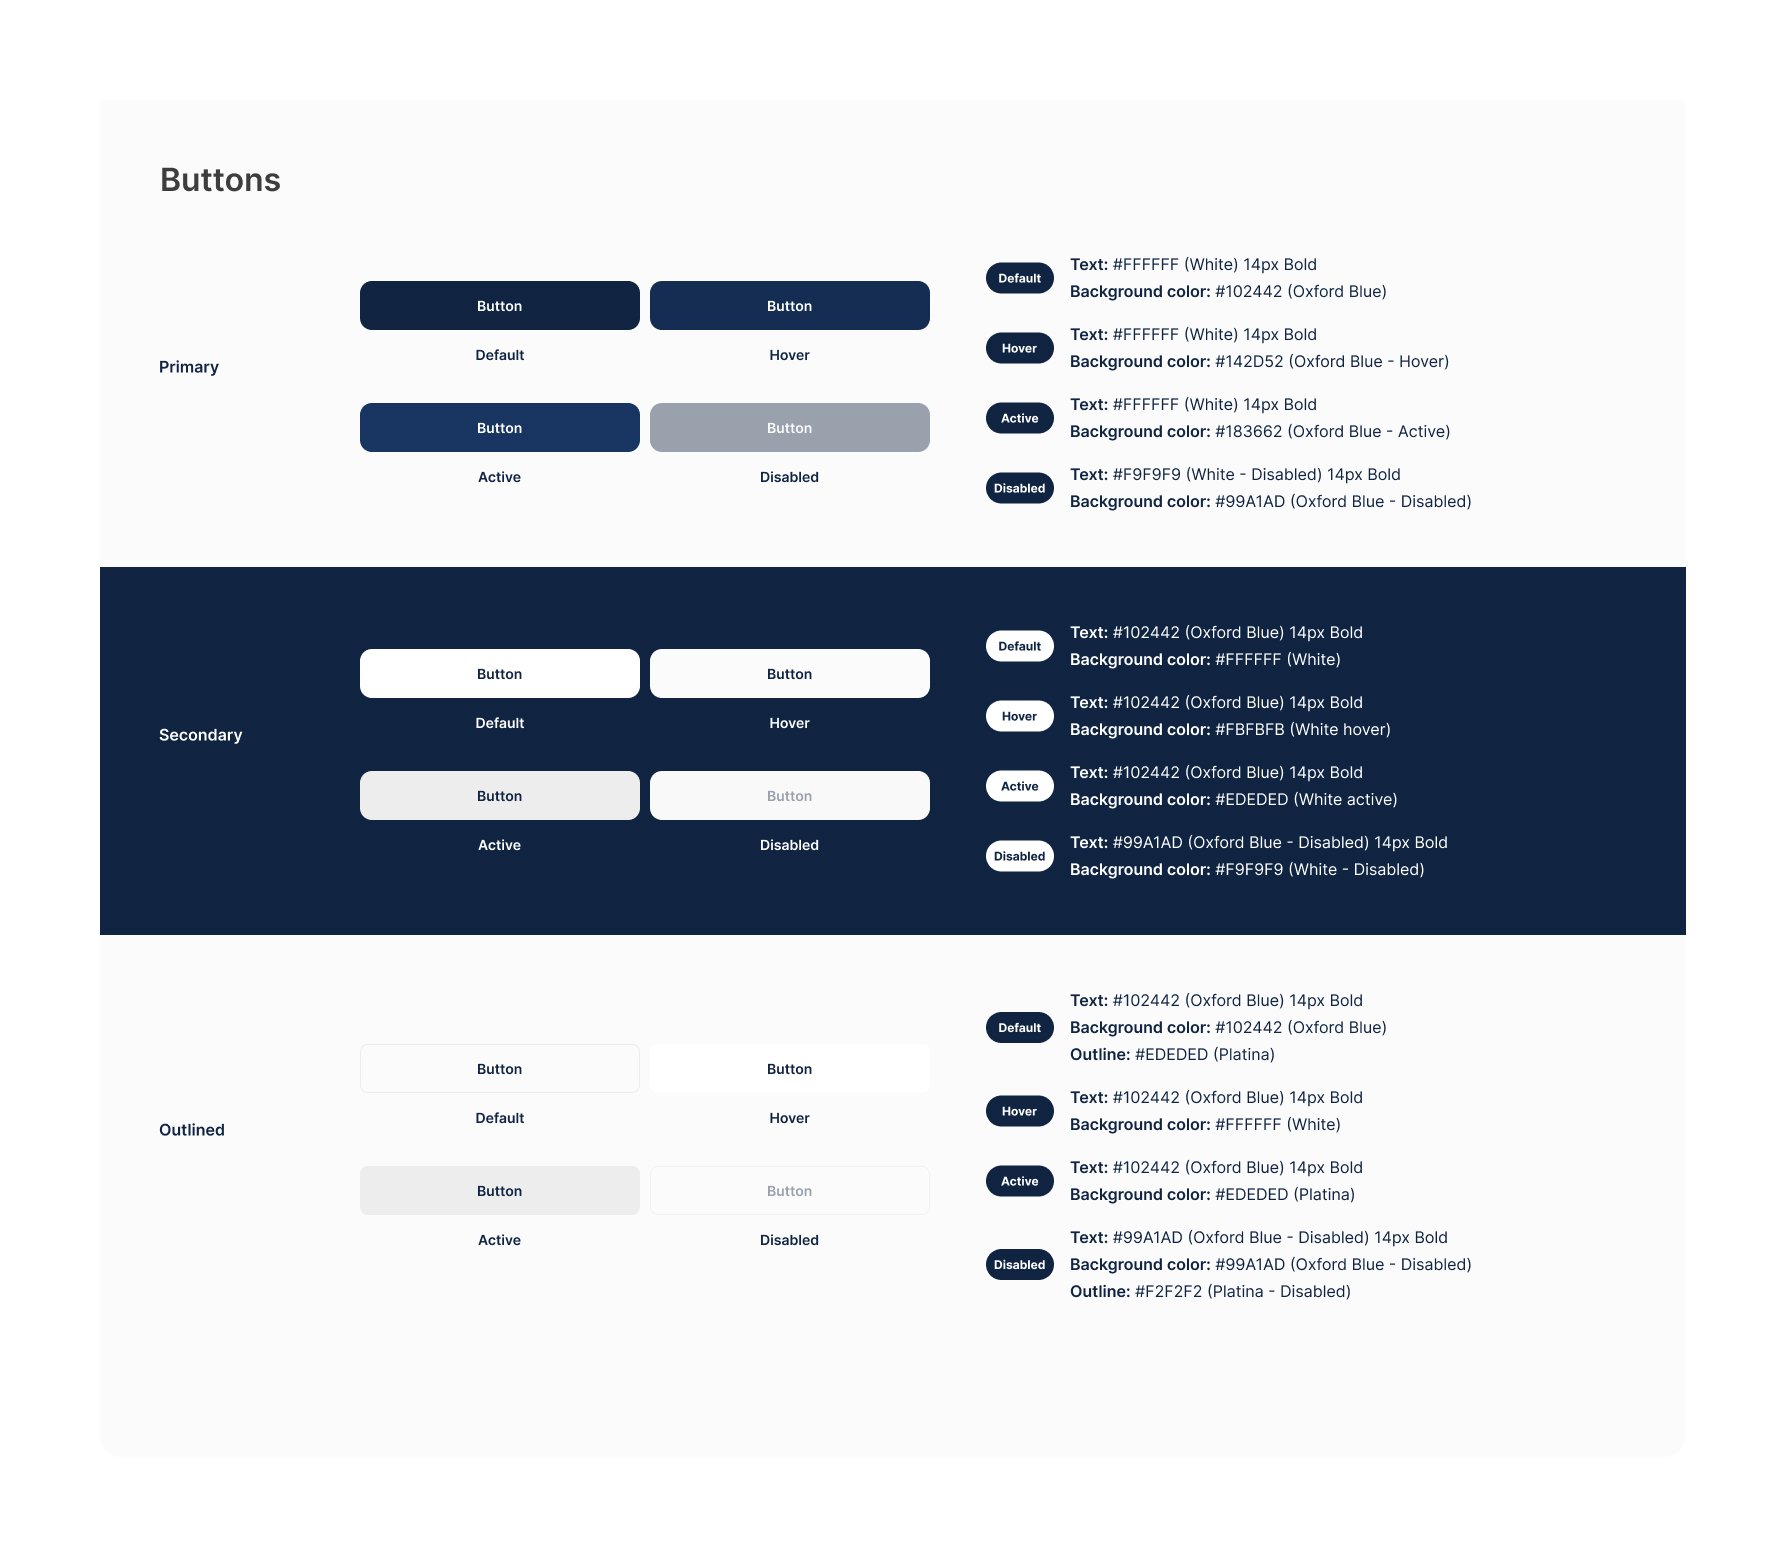 Buttons
Primary
Button
Button
Default
Hover
Button
Button
Active
Disabled
Default
Text: #FFFFFF (White) 14px Bold
Background color: #102442 (Oxford Blue)
Hover
Text: #FFFFFF (White) 14px Bold
Background color: #142D52 (Oxford Blue - Hover)
Active
Text: #FFFFFF (White) 14px Bold
Background color: #183662 (Oxford Blue - Active)
Disabled
Text: #F9F9F9 (White - Disabled) 14px Bold
Background color: #99A1AD (Oxford Blue - Disabled)
Secondary
Button
Button
Default
Hover
Button
Button
Active
Disabled
Default
Text: #102442 (Oxford Blue) 14px Bold
Background color: #FFFFFF (White)
Hover
Text: #102442 (Oxford Blue) 14px Bold
Background color: #FBFBFB (White hover)
Active
Text: #102442 (Oxford Blue) 14px Bold
Background color: #EDEDED (White active)
Disabled
Text: #99A1AD (Oxford Blue - Disabled) 14px Bold
Background color: #F9F9F9 (White - Disabled)
Outlined
Button
Button
Default
Hover
Button
Button
Active
Disabled
Default
Text: #102442 (Oxford Blue) 14px Bold
Background color: #102442 (Oxford Blue)
Outline: #EDEDED (Platina)
Hover
Text: #102442 (Oxford Blue) 14px Bold
Background color: #FFFFFF (White)
Active
Text: #102442 (Oxford Blue) 14px Bold
Background color: #EDEDED (Platina)
Disabled
Text: #99A1AD (Oxford Blue - Disabled) 14px Bold
Background color: #99A1AD (Oxford Blue - Disabled)
Outline: #F2F2F2 (Platina - Disabled)